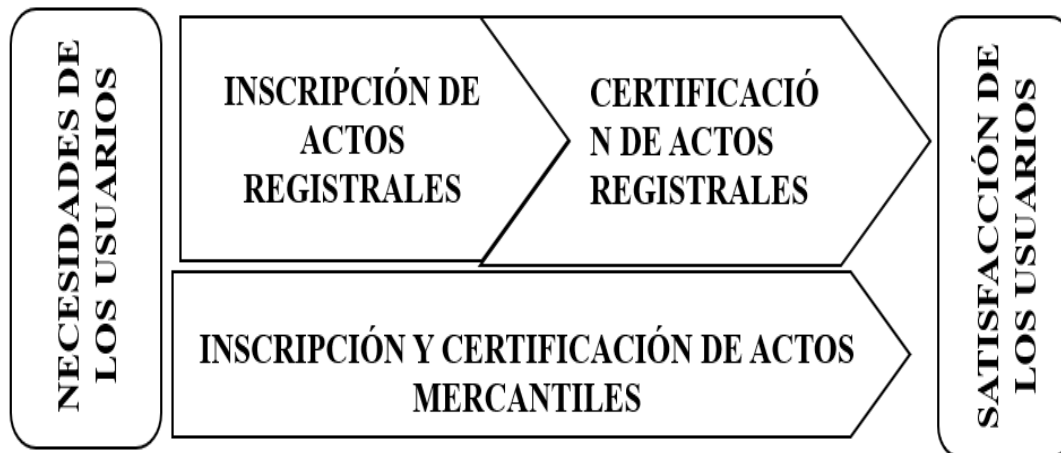 NECESIDADES DE
LOS USUARIOS
INSCRIPCIÓN DE
ACTOS
REGISTRALES
CERTIFICACIÓ
N DE ACTOS
REGISTRALES
INSCRIPCIÓN Y CERTIFICACIÓN DE ACTOS
MERCANTILES
SATISFACCIÓN DE
LOS USUARIOS